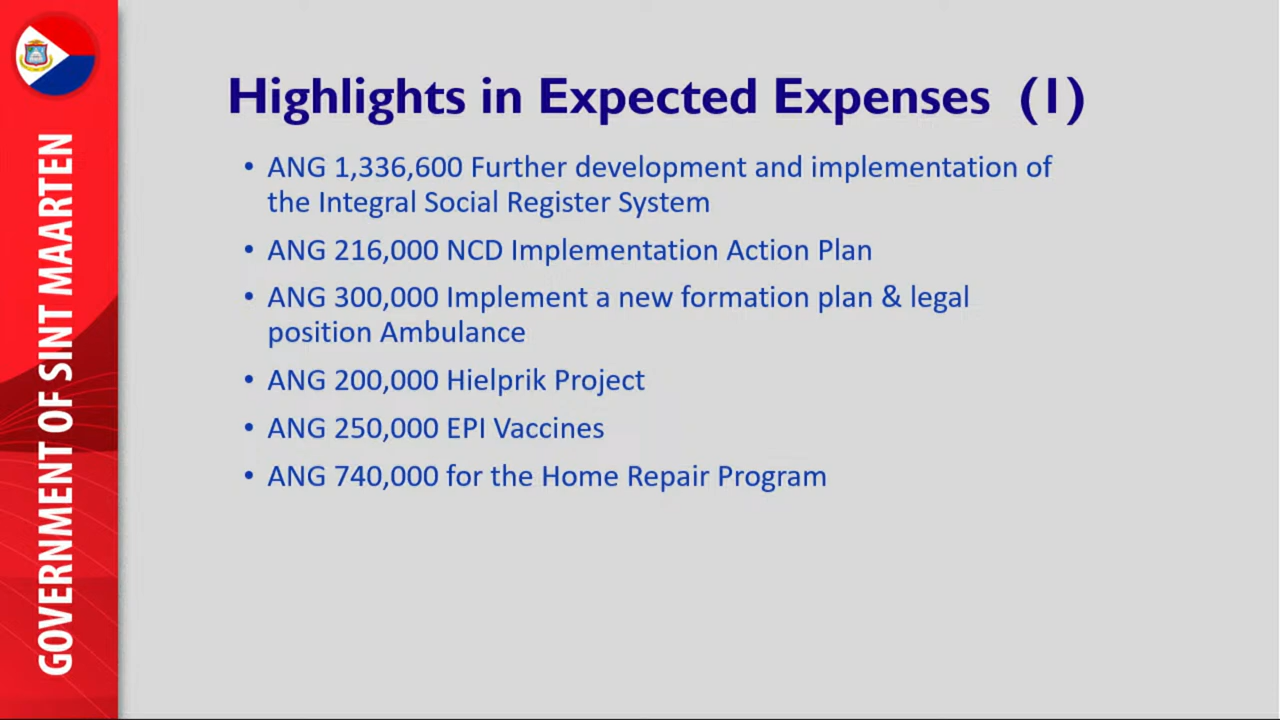 GOVERNMENT OF SINT MAARTEN
Highlights in Expected Expenses (1)
• ANG 1,336,600 Further development and implementation of
the Integral Social Register System
• ANG 216,000 NCD Implementation Action Plan
• ANG 300,000 Implement a new formation plan & legal
position Ambulance
• ANG 200,000 Hielprik Project
• ANG 250,000 EPI Vaccines
• ANG 740,000 for the Home Repair Program